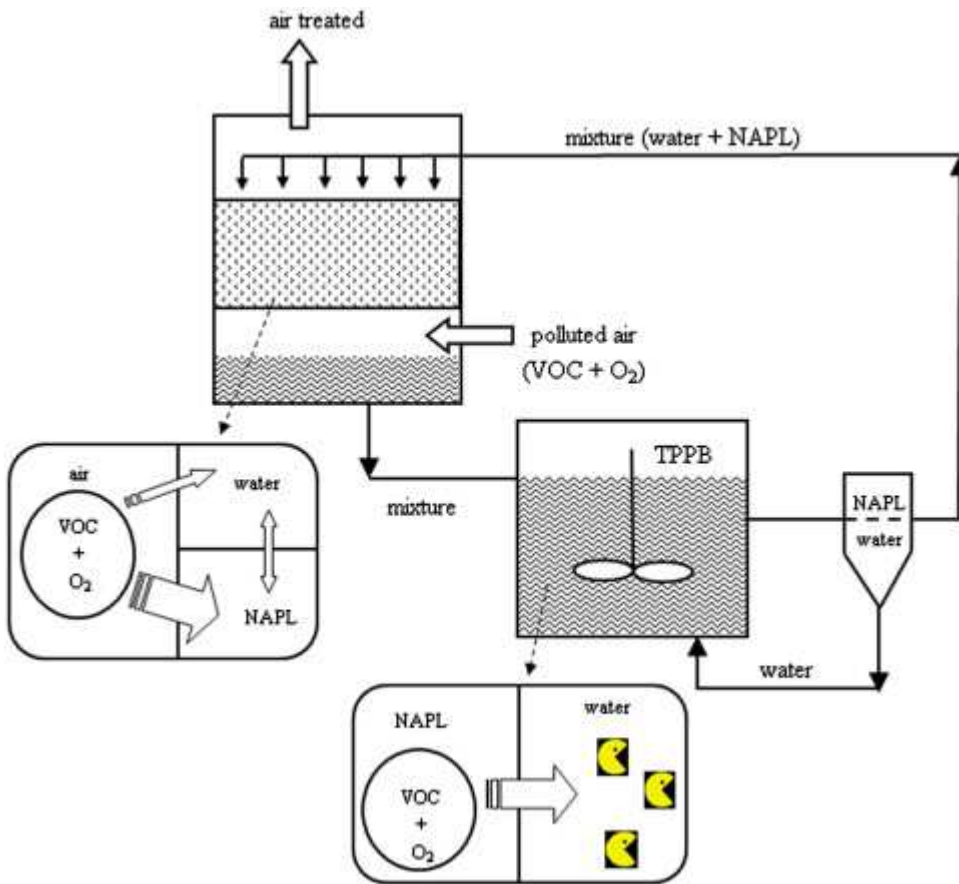 air treated
mixture (water + NAPL)
polluted air
(VOC + O₂)
TPPB
mixture
NAPL
water
water
air
VOC
+
O₂
water
NAPL
NAPL
VOC
+
O₂
water